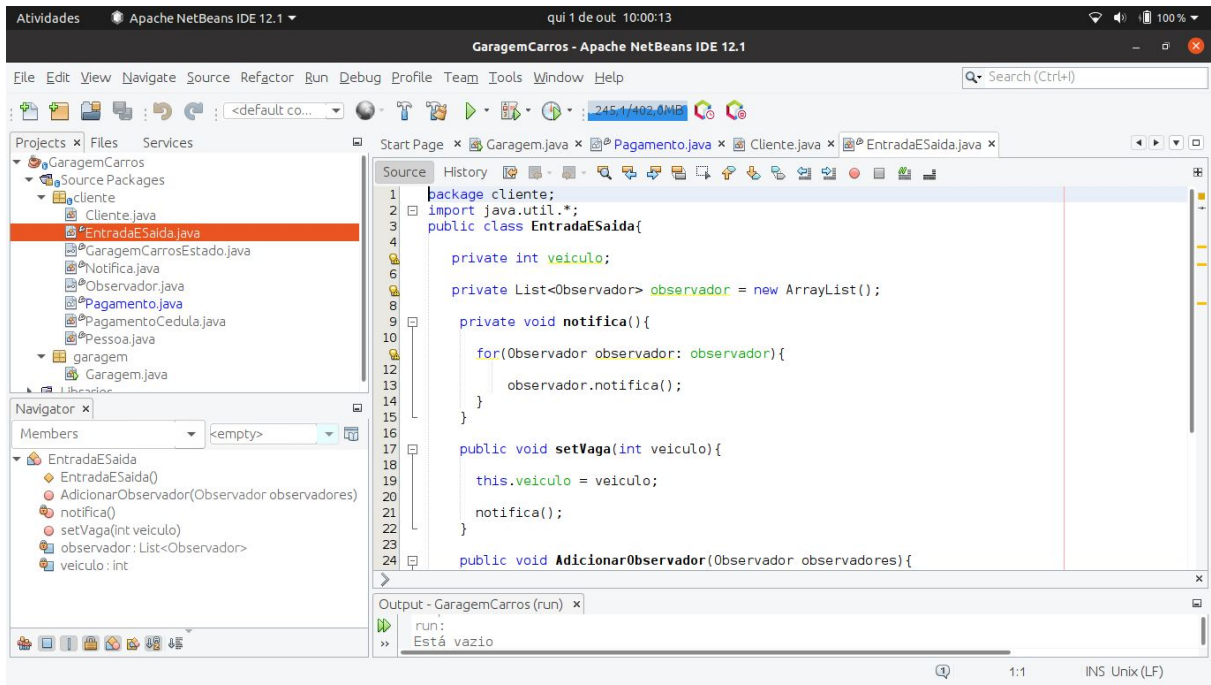 Atividades Apache NetBeans IDE 12.1 qui 1 de out 10:00:13 100 %
GaragemCarros - Apache NetBeans IDE 12.1
File Edit View Navigate Source Refactor Run Debug Profile Team Tools Window Help Search (Ctrl+I)
<default co... 245,1/402,0MB
Projects Files Services
GaragemCarros
Source Packages
cliente
Cliente.java
EntradaESaida.java
GaragemCarrosEstado.java
Notifica.java
Observador.java
Pagamento.java
PagamentoCedula.java
Pessoa.java
garagem
Garagem.java
Libraries
Navigator
Members <empty>
EntradaESaida
EntradaESaida()
AdicionarObservador(Observador observadores)
notifica()
setVaga(int veiculo)
observador : List<Observador>
veiculo : int
Start Page Garagem.java Pagamento.java Cliente.java EntradaESaida.java
Source History
1 package cliente;
2 import java.util.*;
3 public class EntradaESaida{
4
private int veiculo;
6
private List<Observador> observador = new ArrayList();
8
9 private void notifica(){
10
for(Observador observador: observador){
12
13 observador.notifica();
14 }
15 }
16
17 public void setVaga(int veiculo){
18
19 this.veiculo = veiculo;
20
21 notifica();
22 }
23
24 public void AdicionarObservador(Observador observadores){
Output - GaragemCarros (run)
run:
Está vazio
1 1:1 INS Unix (LF)